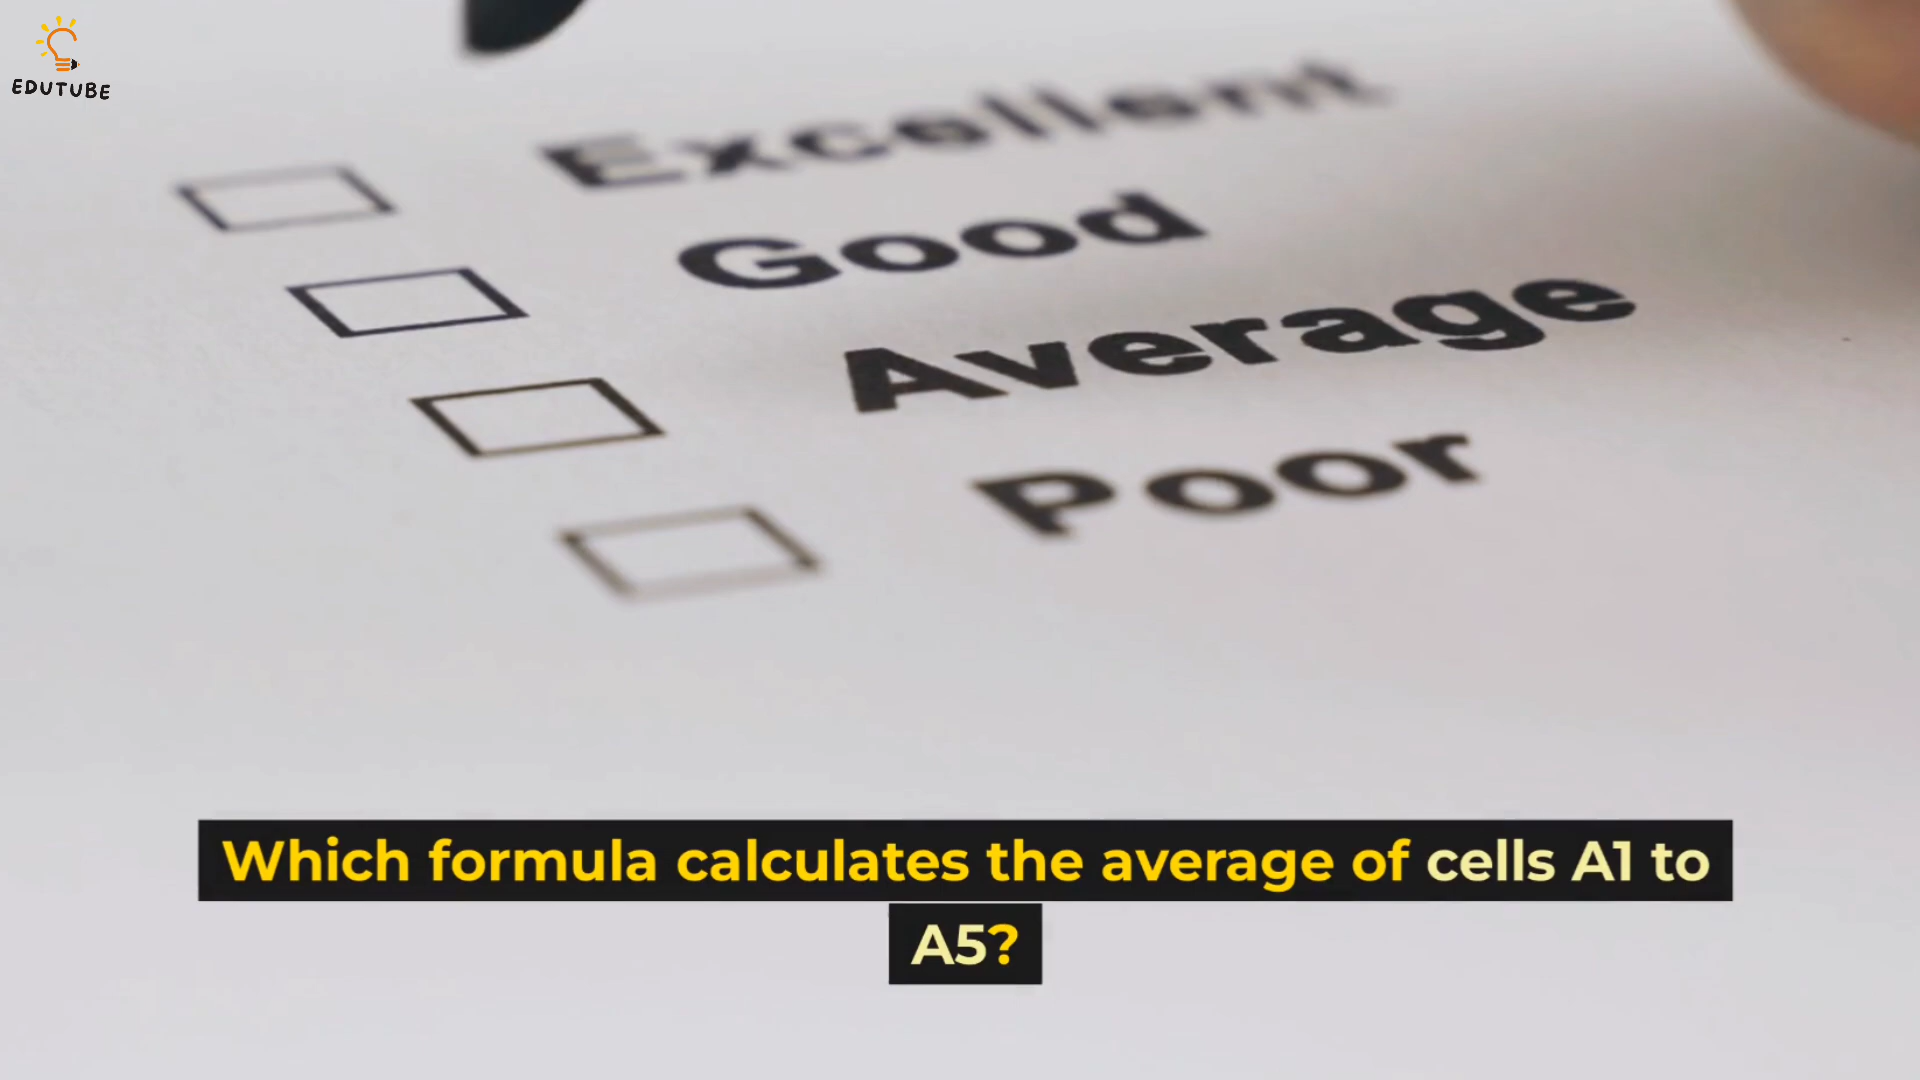 EDUTUBE
Excellent
Good
Average
Poor
Which formula calculates the average of cells A1 to
A5?